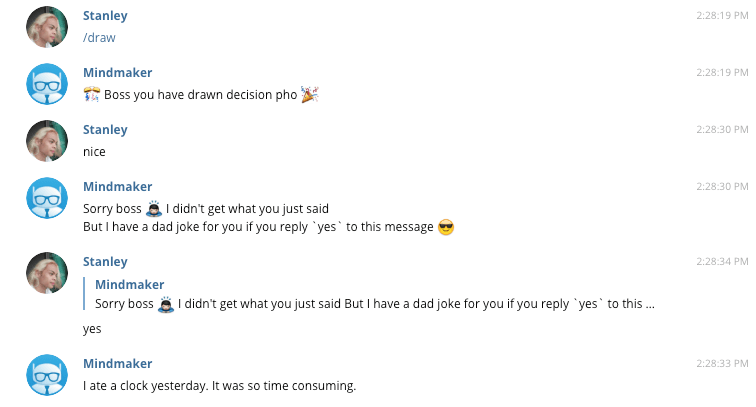 Stanley 2:28:19 PM
/draw
Mindmaker 2:28:19 PM
🎊 Boss you have drawn decision pho 🎉
Stanley 2:28:30 PM
nice
Mindmaker 2:28:30 PM
Sorry boss 🙇 I didn't get what you just said
But I have a dad joke for you if you reply `yes` to this message 😎
Stanley 2:28:34 PM
Mindmaker
Sorry boss 🙇 I didn't get what you just said But I have a dad joke for you if you reply `yes` to this ...
yes
Mindmaker 2:28:33 PM
I ate a clock yesterday. It was so time consuming.